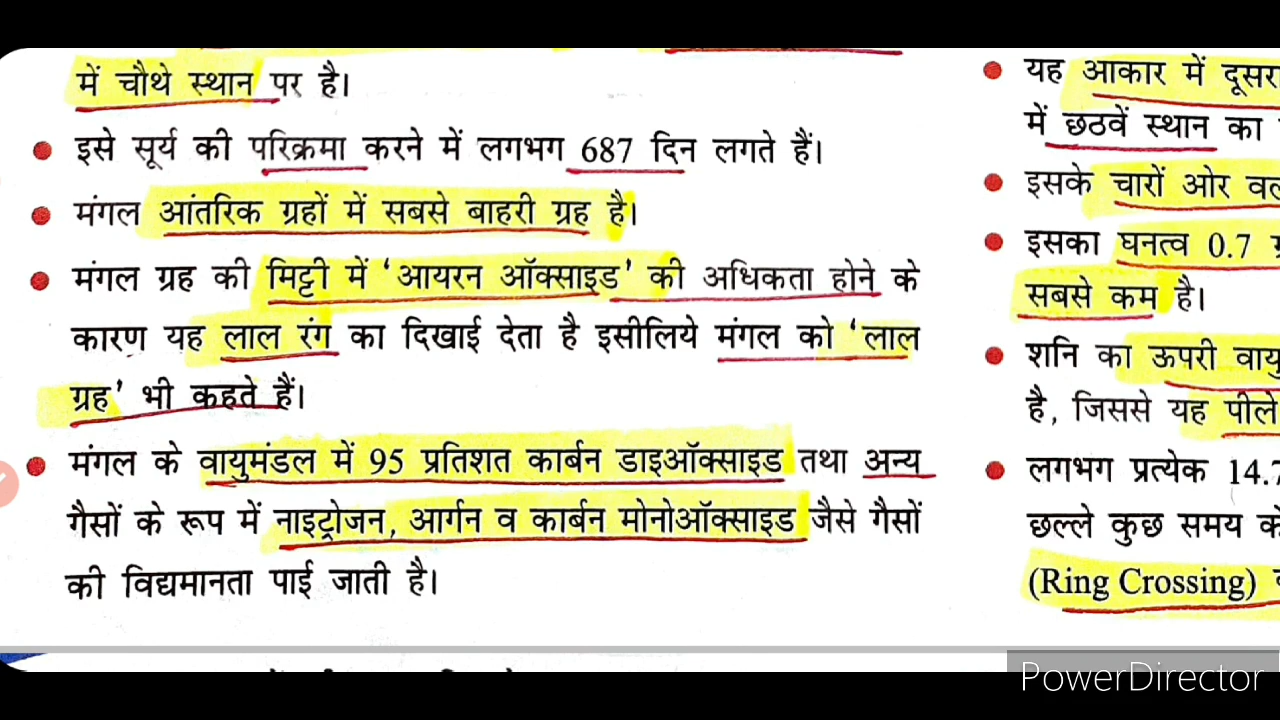 में चौथे स्थान पर है।
इसे सूर्य की परिक्रमा करने में लगभग 687 दिन लगते हैं।
मंगल आंतरिक ग्रहों में सबसे बाहरी ग्रह है।
मंगल ग्रह की मिट्टी में ‘आयरन ऑक्साइड’ की अधिकता होने के
कारण यह लाल रंग का दिखाई देता है इसीलिये मंगल को ‘लाल
ग्रह’ भी कहते हैं।
मंगल के वायुमंडल में 95 प्रतिशत कार्बन डाइऑक्साइड तथा अन्य
गैसों के रूप में नाइट्रोजन, आर्गन व कार्बन मोनोऑक्साइड जैसे गैसों
की विद्यमानता पाई जाती है।
यह आकार में दूसरा
में छठवें स्थान का
इसके चारों ओर
इसका घनत्व 0.7
सबसे कम है।
शनि का ऊपरी
है, जिससे यह पीले
लगभग प्रत्येक 14.7
छल्ले कुछ समय
(Ring Crossing)
PowerDirector